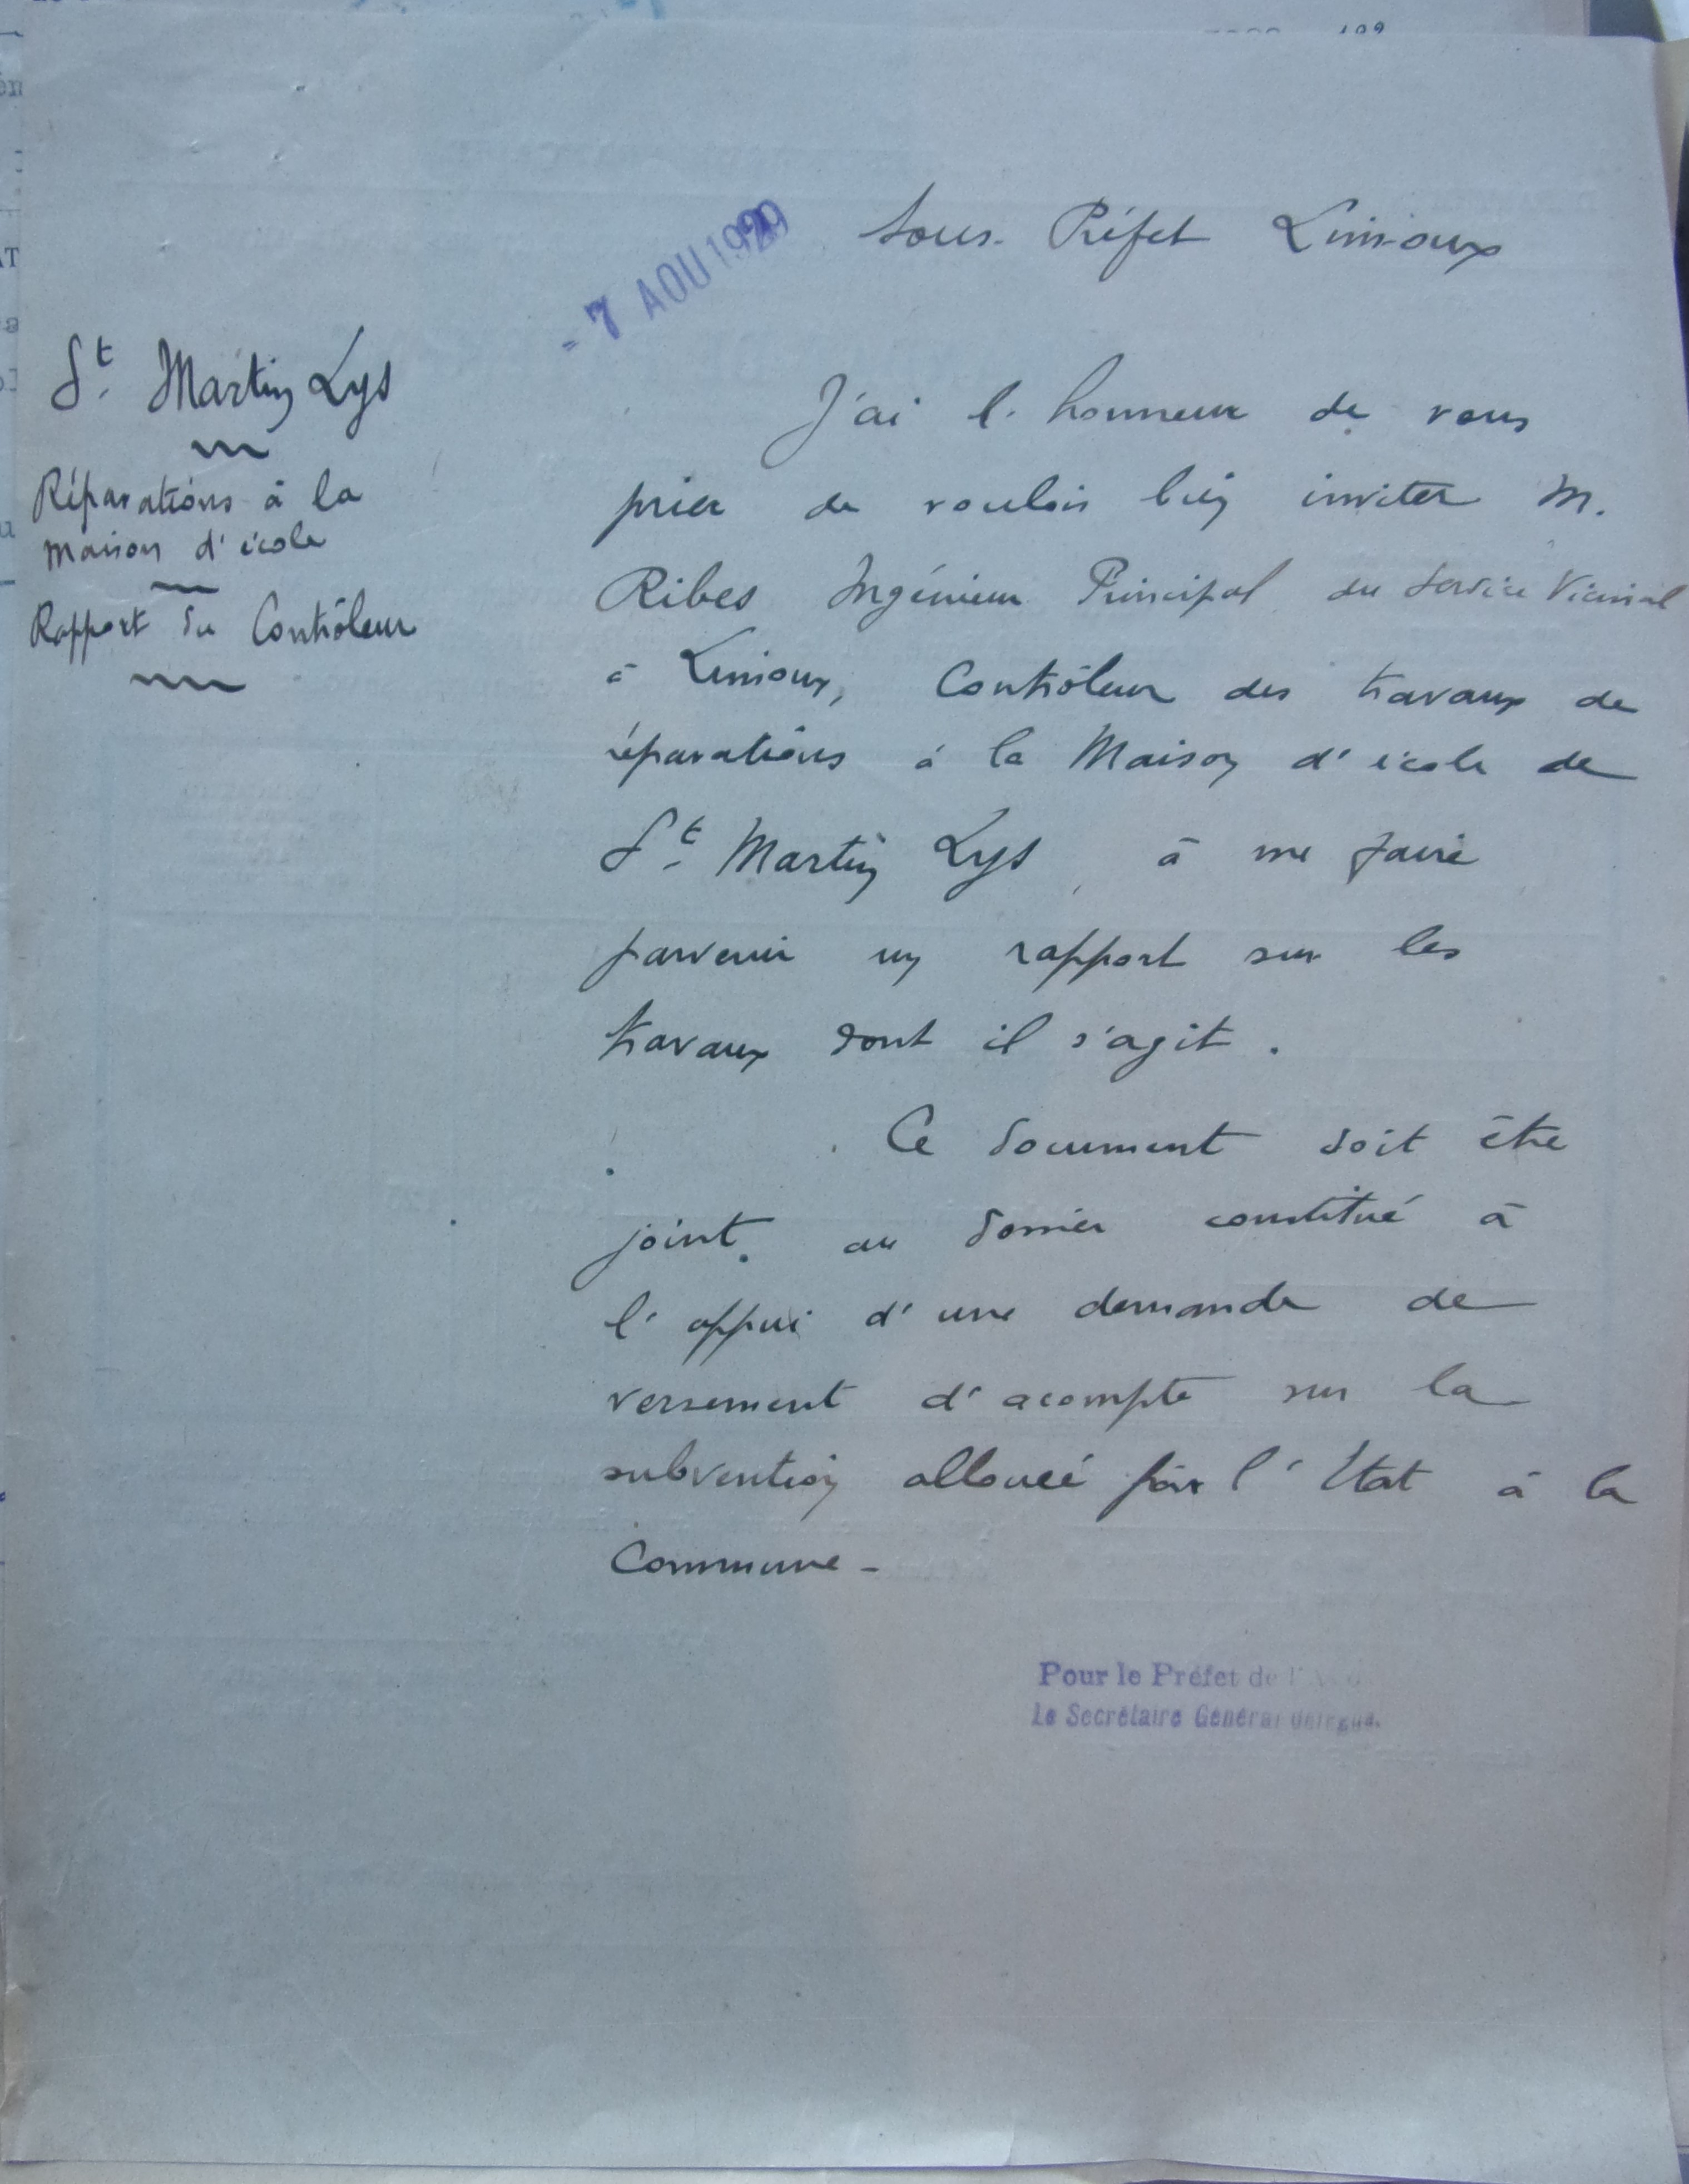 Sous-Préfet Limoux
- 7 AOU 1929
St. Martin Lys
Réparations à la
maison d'école
Rapport du Contrôleur
J'ai l'honneur de vous
prier de vouloir bien inviter M.
Ribes Ingénieur Principal du Service Vicinal
à Limoux, Contrôleur des travaux de
réparations à la Maison d'école de
St. Martin Lys, à me faire
parvenir un rapport sur les
travaux dont il s'agit.
Ce document doit être
joint au dossier constitué à
l'appui d'une demande de
versement d'acompte sur la
subvention allouée par l'Etat à la
Commune -
Pour le Préfet de l'
Le Secrétaire Général délégué.